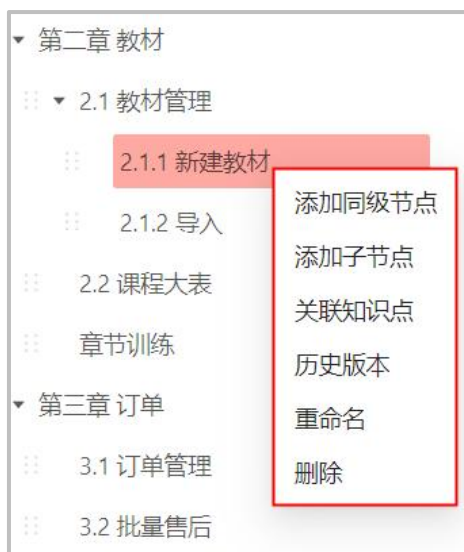 第二章 教材
2.1 教材管理
2.1.1 新建教材
2.1.2 导入
2.2 课程大表
章节训练
第三章 订单
3.1 订单管理
3.2 批量售后
添加同级节点
添加子节点
关联知识点
历史版本
重命名
删除